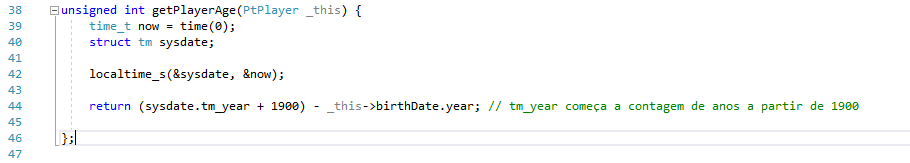 38 unsigned int getPlayerAge(PtPlayer _this) {
39 time_t now = time(0);
40 struct tm sysdate;
41
42 localtime_s(&sysdate, &now);
43
44 return (sysdate.tm_year + 1900) - _this->birthDate.year; // tm_year começa a contagem de anos a partir de 1900
45
46 };
47